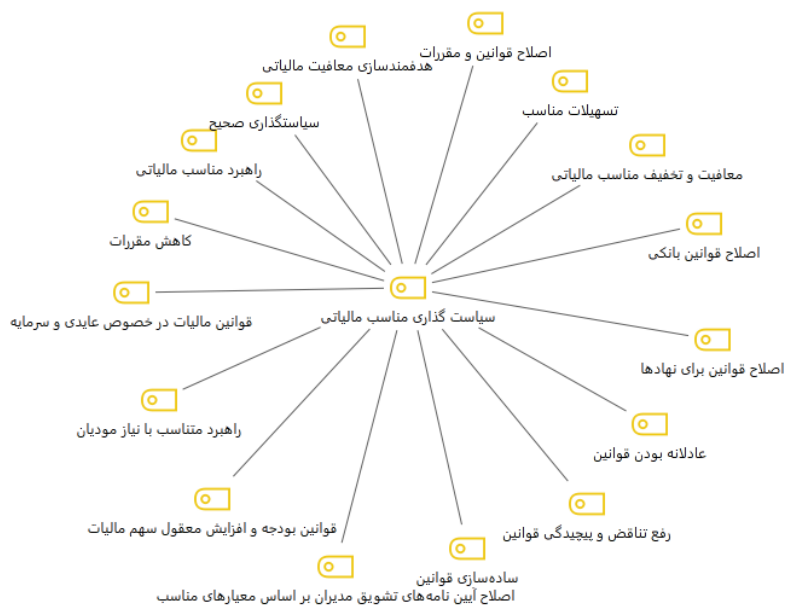 اصلاح قوانین و مقررات
هدفمندسازی معافیت مالیاتی
تسهیلات مناسب
سیاستگذاری صحیح
راهبرد مناسب مالیاتی
معافیت و تخفیف مناسب مالیاتی
کاهش مقررات
اصلاح قوانین بانکی
سیاست گذاری مناسب مالیاتی
قوانین مالیات در خصوص عایدی و سرمایه
اصلاح قوانین برای نهادها
راهبرد متناسب با نیاز مودیان
عادلانه بودن قوانین
قوانین بودجه و افزایش معقول سهم مالیات
رفع تناقض و پیچیدگی قوانین
ساده‌سازی قوانین
اصلاح آیین نامه‌های تشویق مدیران بر اساس معیارهای مناسب